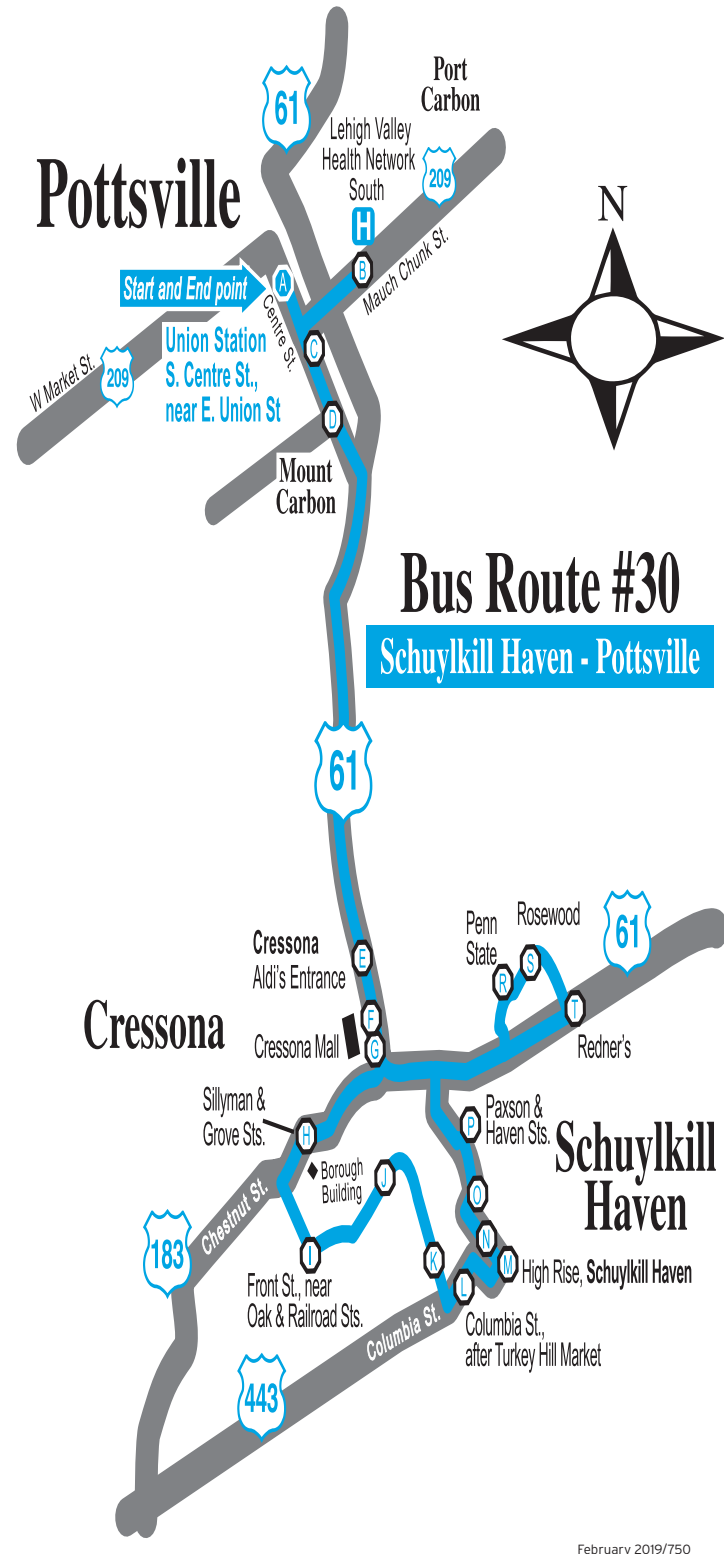 Port
Carbon
61
Lehigh Valley
Health Network
South
209
H
Pottsville
N
B
Mauch Chunk St.
Start and End point
A
Centre St.
Union Station
S. Centre St.,
near E. Union St
C
W Market St.
209
D
Mount
Carbon
Bus Route #30
Schuylkill Haven - Pottsville
61
Penn
State
Rosewood
61
Cressona
Aldi's Entrance
E
R
S
T
Redner's
Cressona
F
Cressona Mall
G
Sillyman &
Grove Sts.
H
Paxson &
Haven Sts.
P
Schuylkill
Haven
Borough
Building
J
O
Chestnut St.
183
I
Front St., near
Oak & Railroad Sts.
K
N
M
High Rise, Schuylkill Haven
L
Columbia St.
Columbia St.,
after Turkey Hill Market
443
February 2019/750